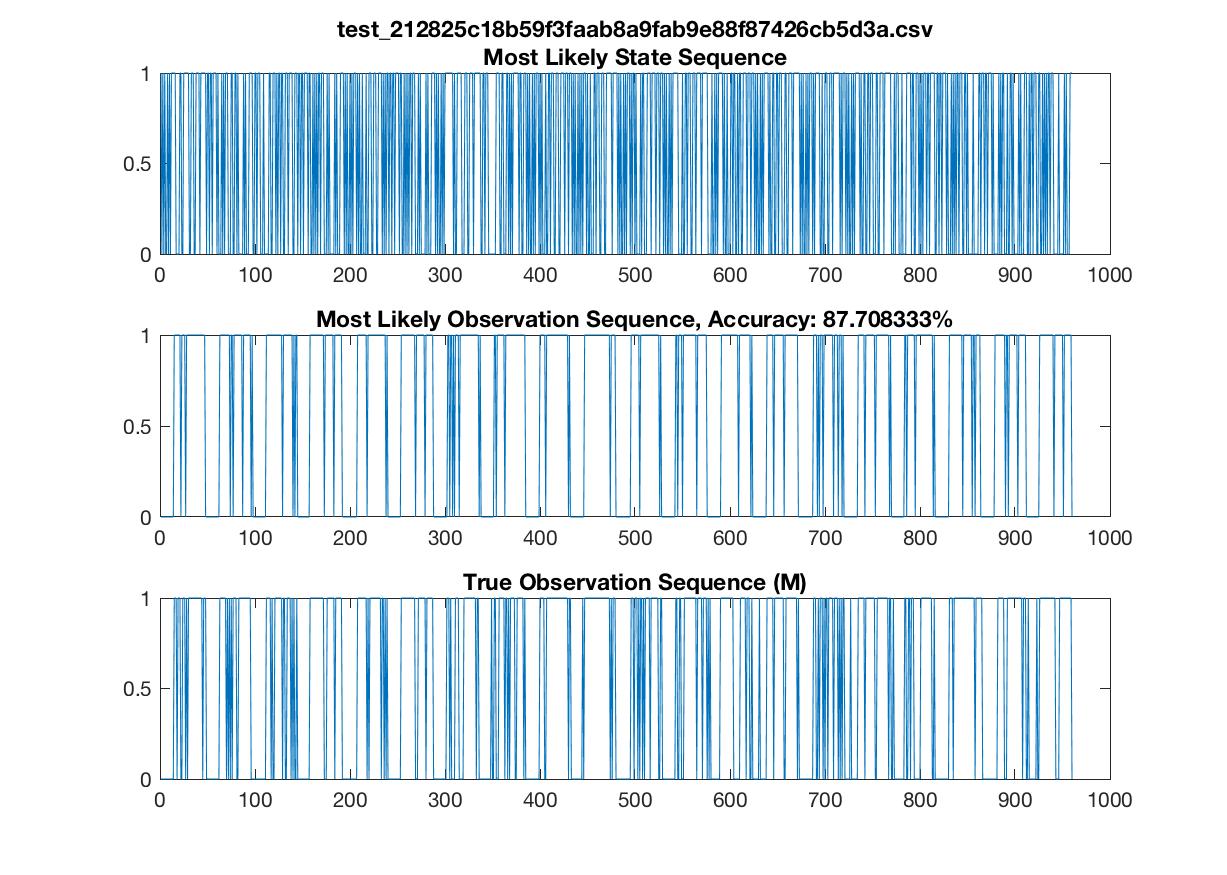 test_212825c18b59f3faab8a9fab9e88f87426cb5d3a.csv
Most Likely State Sequence
1
0.5
0
0 100 200 300 400 500 600 700 800 900 1000
Most Likely Observation Sequence, Accuracy: 87.708333%
1
0.5
0
0 100 200 300 400 500 600 700 800 900 1000
True Observation Sequence (M)
1
0.5
0
0 100 200 300 400 500 600 700 800 900 1000